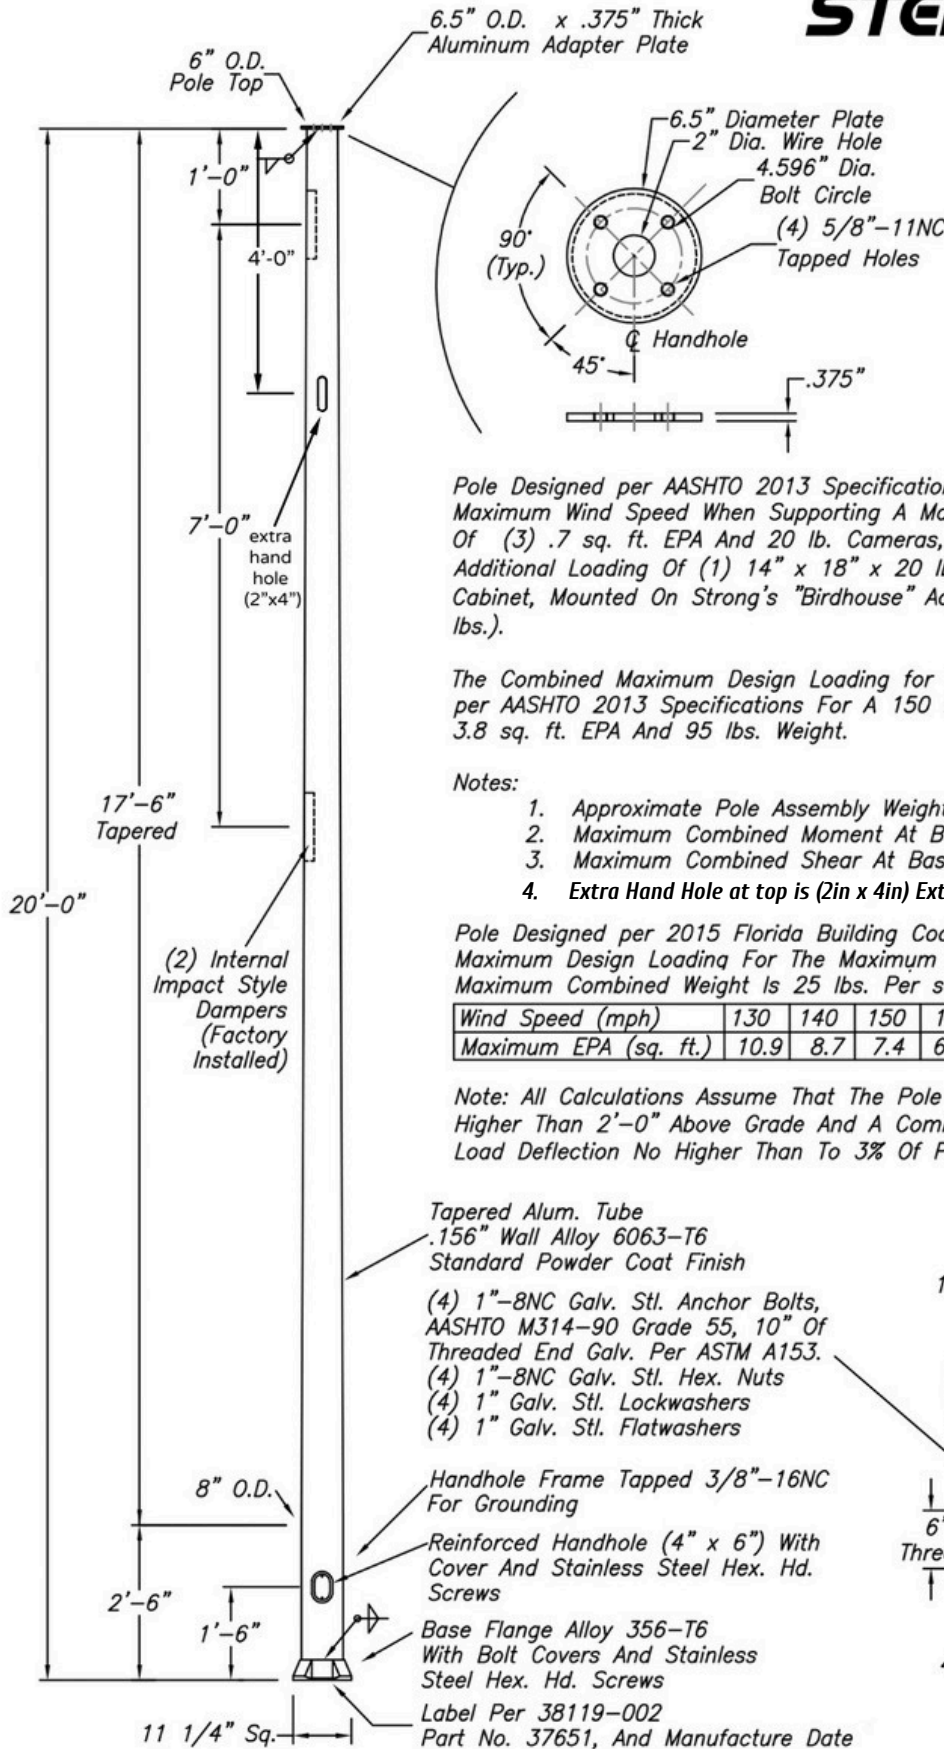 6.5" O.D. x .375" Thick
Aluminum Adapter Plate
6" O.D.
Pole Top
1'-0"
4'-0"
7'-0"
extra
hand
hole
(2"x4")
17'-6"
Tapered
20'-0"
(2) Internal
Impact Style
Dampers
(Factory
Installed)
6.5" Diameter Plate
2" Dia. Wire Hole
4.596" Dia.
Bolt Circle
(4) 5/8"-11NC
Tapped Holes
90°
(Typ.)
45°
℄ Handhole
.375"
Pole Designed per AASHTO 2013 Specification
Maximum Wind Speed When Supporting A
Of (3) .7 sq. ft. EPA And 20 lb. Cameras,
Additional Loading Of (1) 14" x 18" x 20
Cabinet, Mounted On Strong's "Birdhouse"
lbs.).
The Combined Maximum Design Loading for
per AASHTO 2013 Specifications For A 150
3.8 sq. ft. EPA And 95 lbs. Weight.
Notes:
1. Approximate Pole Assembly Weight
2. Maximum Combined Moment At
3. Maximum Combined Shear At
4. Extra Hand Hole at top is (2in x 4in)
Pole Designed per 2015 Florida Building
Maximum Design Loading For The Maximum
Maximum Combined Weight Is 25 lbs. Per
Wind Speed (mph) 130 140 150
Maximum EPA (sq. ft.) 10.9 8.7 7.4
Note: All Calculations Assume That The Pole
Higher Than 2'-0" Above Grade And A
Load Deflection No Higher Than To 3% Of
Tapered Alum. Tube
.156" Wall Alloy 6063-T6
Standard Powder Coat Finish
(4) 1"-8NC Galv. Stl. Anchor Bolts,
AASHTO M314-90 Grade 55, 10" Of
Threaded End Galv. Per ASTM A153.
(4) 1"-8NC Galv. Stl. Hex. Nuts
(4) 1" Galv. Stl. Lockwashers
(4) 1" Galv. Stl. Flatwashers
8" O.D.
2'-6"
1'-6"
11 1/4" Sq.
Handhole Frame Tapped 3/8"-16NC
For Grounding
Reinforced Handhole (4" x 6") With
Cover And Stainless Steel Hex. Hd.
Screws
Base Flange Alloy 356-T6
With Bolt Covers And Stainless
Steel Hex. Hd. Screws
Label Per 38119-002
Part No. 37651, And Manufacture Date